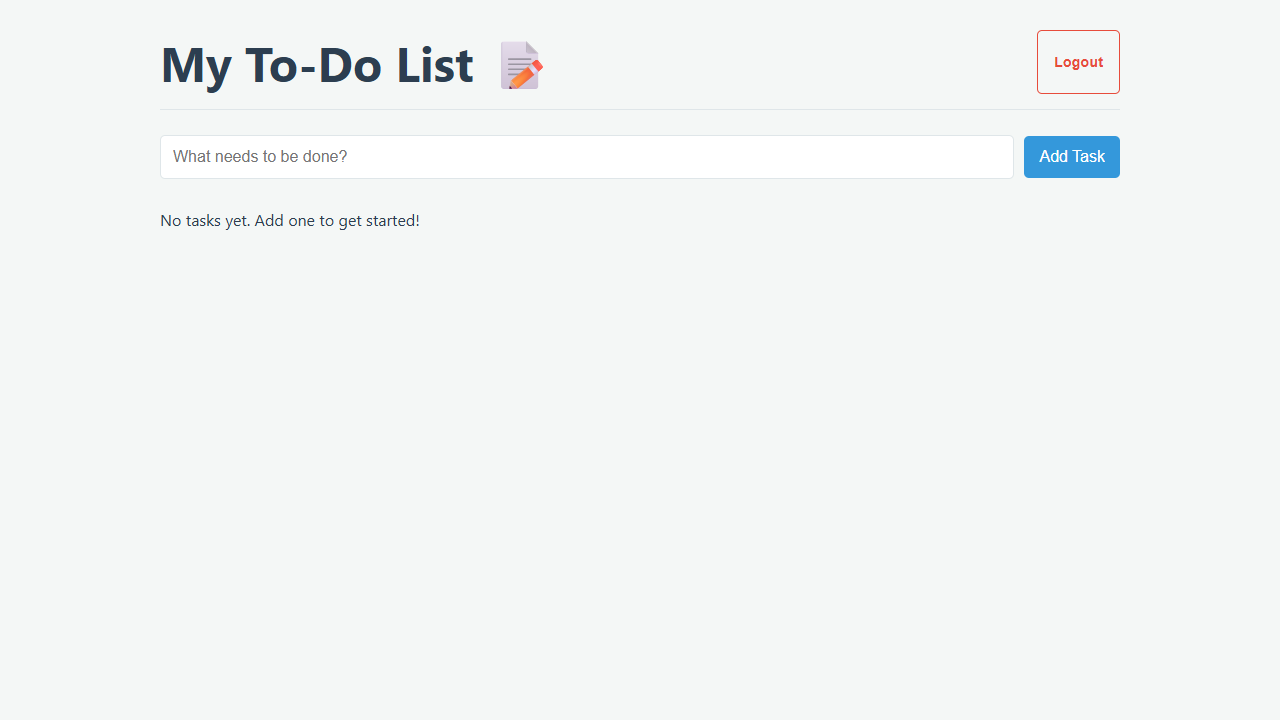 My To-Do List 📝
Logout
What needs to be done?
Add Task
No tasks yet. Add one to get started!